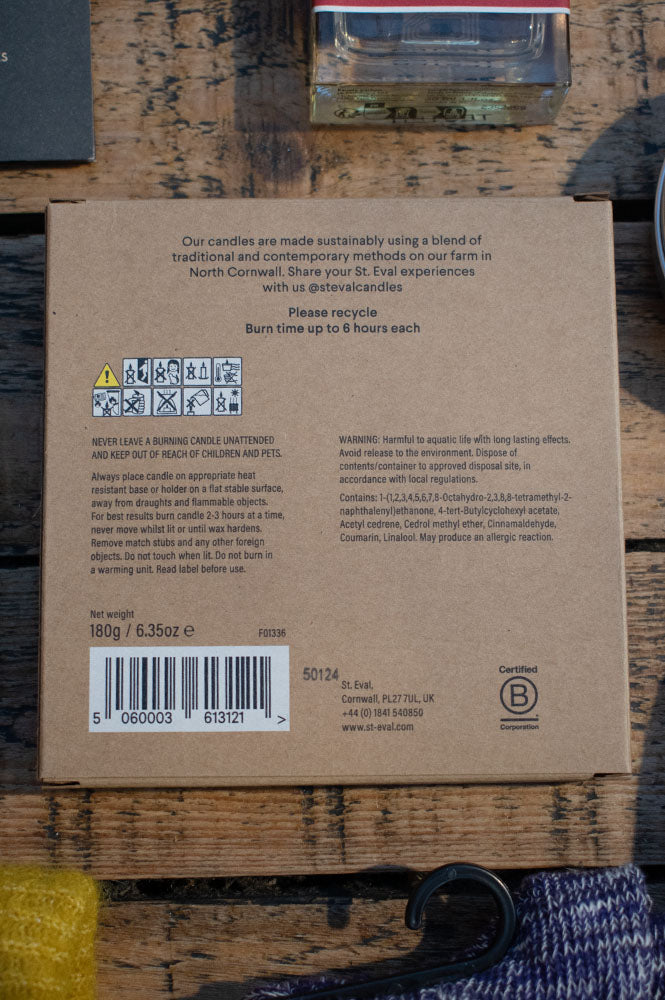 Our candles are made sustainably using a blend of
traditional and contemporary methods on our farm in
North Cornwall. Share your St. Eval experiences
with us @stevalcandles
Please recycle
Burn time up to 6 hours each
NEVER LEAVE A BURNING CANDLE UNATTENDED
AND KEEP OUT OF REACH OF CHILDREN AND PETS.
Always place candle on appropriate heat
resistant base or holder on a flat stable surface,
away from draughts and flammable objects.
For best results burn candle 2-3 hours at a time,
never move whilst lit or until wax hardens.
Remove match stubs and any other foreign
objects. Do not touch when lit. Do not burn in
a warming unit. Read label before use.
WARNING: Harmful to aquatic life with long lasting effects.
Avoid release to the environment. Dispose of
contents/container to approved disposal site, in
accordance with local regulations.
Contains: 1-(1,2,3,4,5,6,7,8-Octahydro-2,3,8,8-tetramethyl-2-
naphthalenyl)ethanone, 4-tert-Butylcyclohexyl acetate,
Acetyl cedrene, Cedrol methyl ether, Cinnamaldehyde,
Coumarin, Linalool. May produce an allergic reaction.
Net weight
180g / 6.35oz ℮
F01336
5 060003 613121 >
50124
St. Eval,
Cornwall, PL27 7UL, UK
+44 (0) 1841 540850
www.st-eval.com
Certified
B
Corporation